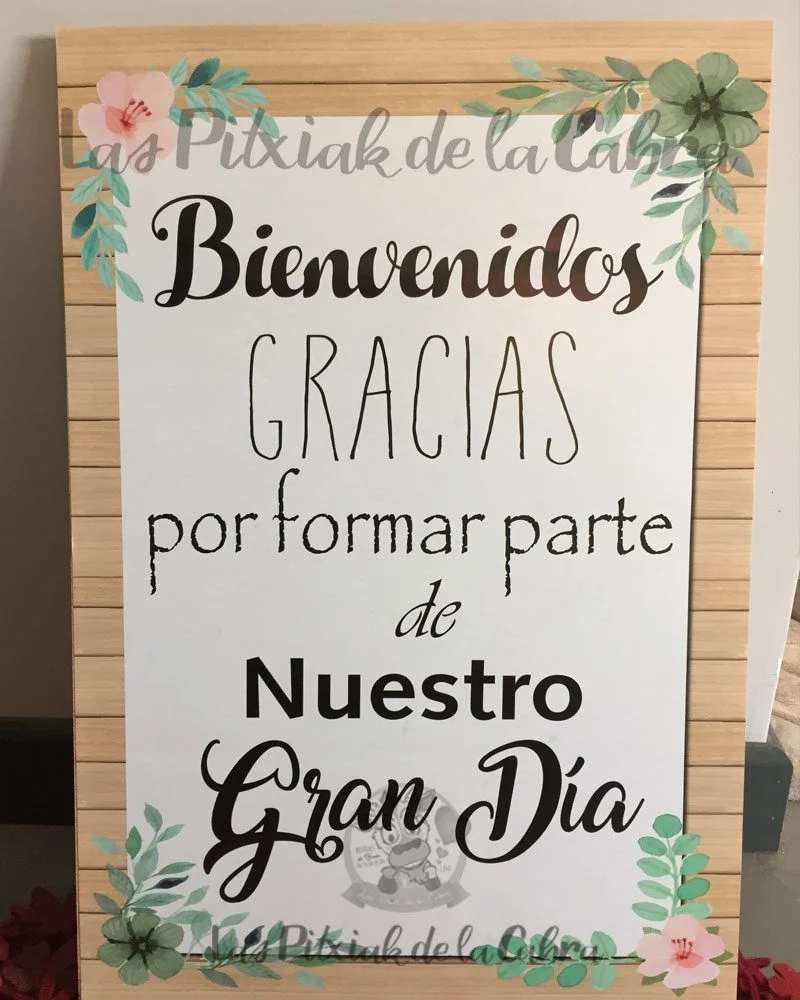 Las Pitxiak de la Cabra
Bienvenidos
GRACIAS
por formar parte
de
Nuestro
Gran Día
Las Pitxiak de la Cabra